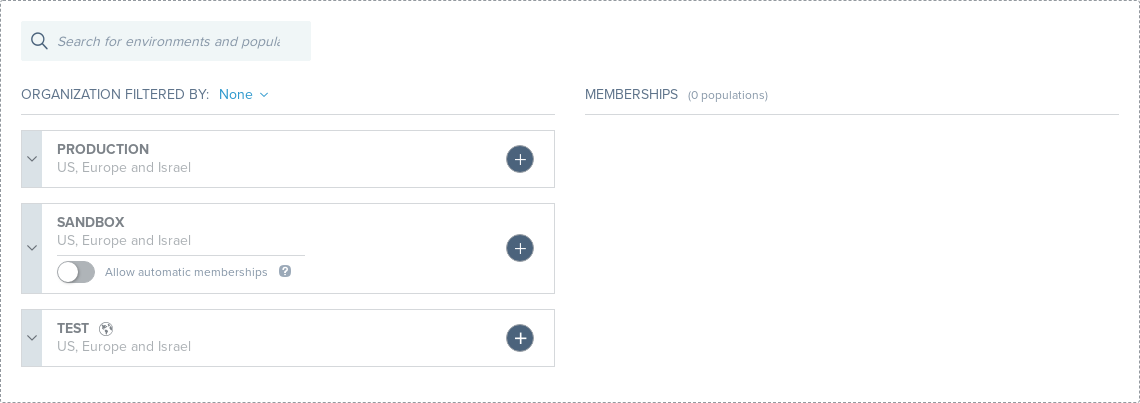 Search for environments and popula
ORGANIZATION FILTERED BY: None
PRODUCTION
US, Europe and Israel
SANDBOX
US, Europe and Israel
Allow automatic memberships ?
TEST
US, Europe and Israel
MEMBERSHIPS (0 populations)